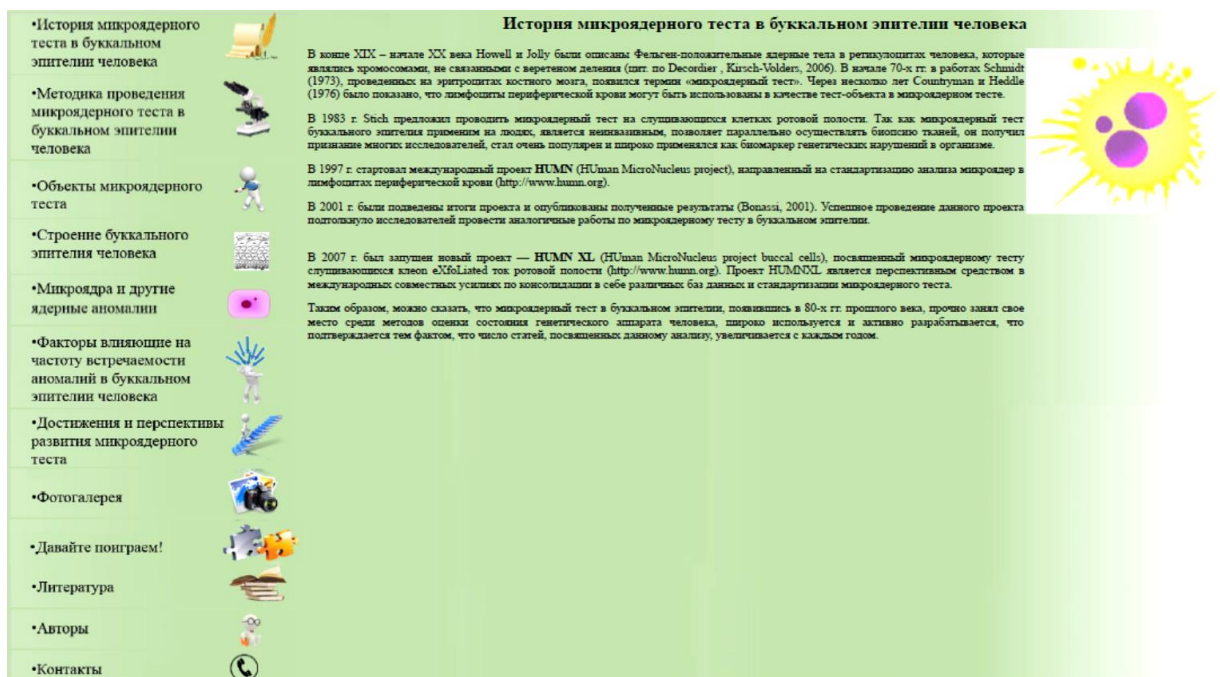 •История микроядерного
теста в буккальном
эпителии человека
•Методика проведения
микроядерного теста в
буккальном эпителии
человека
•Объекты микроядерного
теста
•Строение буккального
эпителия человека
•Микроядра и другие
ядерные аномалии
•Факторы влияющие на
частоту встречаемости
аномалий в буккальном
эпителии человека
•Достижения и перспективы
развития микроядерного
теста
•Фотогалерея
•Давайте поиграем!
•Литература
•Авторы
•Контакты
История микроядерного теста в буккальном эпителии человека
В конце XIX – начале XX века Howell и Jolly были описаны Фельген-положительные ядерные тела в ретикулоцитах человека, которые
являлись хромосомами, не связанными с веретеном деления (цит. по Decordier , Kirsch-Volders, 2006). В начале 70-х гг. в работах Schmidt
(1973), проведенных на эритроцитах костного мозга, появился термин «микроядерный тест». Через несколько лет Countryman и Heddle
(1976) было показано, что лимфоциты периферической крови могут быть использованы в качестве тест-объекта в микроядерном тесте.
В 1983 г. Stich предложил проводить микроядерный тест на слущивающихся клетках ротовой полости. Так как микроядерный тест
буккального эпителия применим на людях, является неинвазивным, позволяет параллельно осуществлять биопсию тканей, он получил
признание многих исследователей, стал очень популярен и широко применялся как биомаркер генетических нарушений в организме.
В 1997 г. стартовал международный проект HUMN (HUman MicroNucleus project), направленный на стандартизацию анализа микроядер в
лимфоцитах периферической крови (http://www.humn.org).
В 2001 г. были подведены итоги проекта и опубликованы полученные результаты (Bonassi, 2001). Успешное проведение данного проекта
подтолкнуло исследователей провести аналогичные работы по микроядерному тесту в буккальном эпителии.
В 2007 г. был запущен новый проект — HUMN XL (HUman MicroNucleus project buccal cells), посвященный микроядерному тесту
слущивающихся клеон eXfoLiated ток ротовой полости (http://www.humn.org). Проект HUMNXL является перспективным средством в
международных совместных усилиях по консолидации в себе различных баз данных и стандартизации микроядерного теста.
Таким образом, можно сказать, что микроядерный тест в буккальном эпителии, появившись в 80-х гг. прошлого века, прочно занял свое
место среди методов оценки состояния генетического аппарата человека, широко используется и активно разрабатывается, что
подтверждается тем фактом, что число статей, посвященных данному анализу, увеличивается с каждым годом.